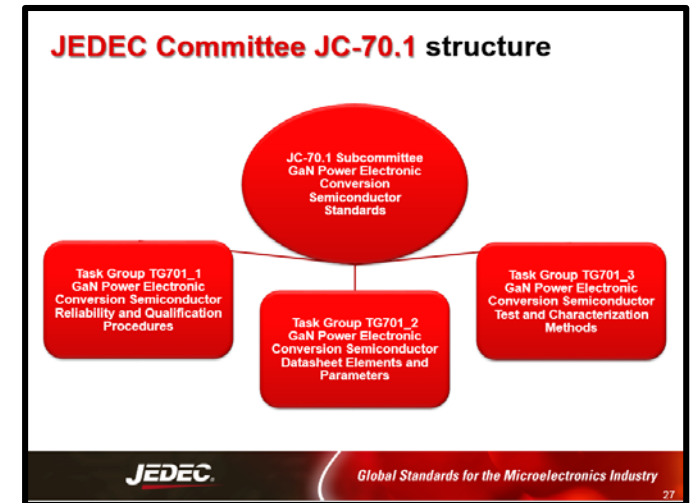 JEDEC Committee JC-70.1 structure
JC-70.1 Subcommittee
GaN Power Electronic
Conversion
Semiconductor
Standards
Task Group TG701_1
GaN Power Electronic
Conversion Semiconductor
Reliability and Qualification
Procedures
Task Group TG701_2
GaN Power Electronic
Conversion Semiconductor
Datasheet Elements and
Parameters
Task Group TG701_3
GaN Power Electronic
Conversion Semiconductor
Test and Characterization
Methods
JEDEC.
Global Standards for the Microelectronics Industry
27